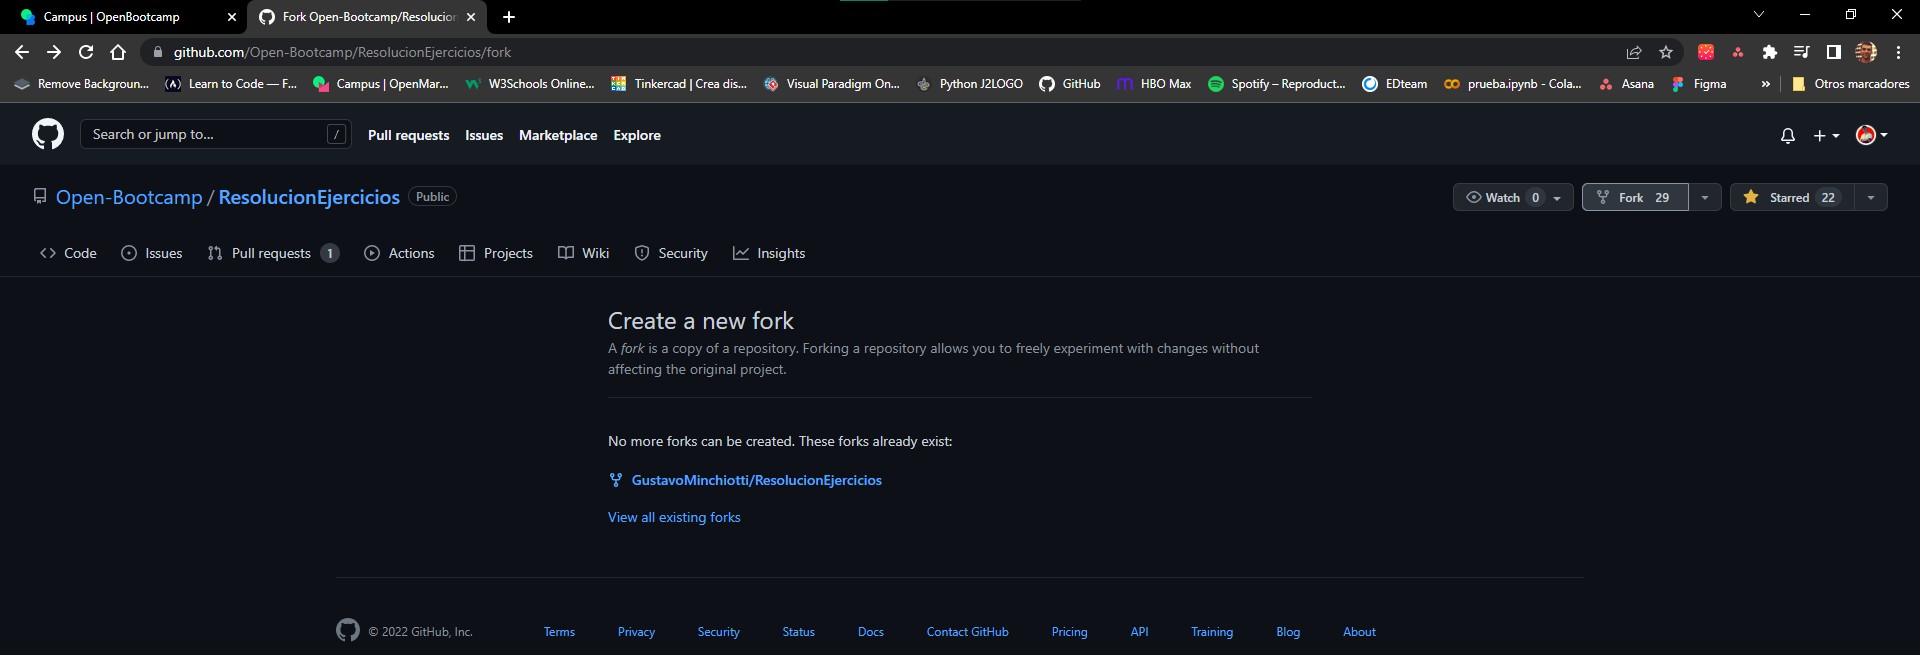 Campus | OpenBootcamp
Fork Open-Bootcamp/Resolucion
github.com/Open-Bootcamp/ResolucionEjercicios/fork
Remove Backgroun...
Learn to Code — F...
Campus | OpenMar...
W3Schools Online...
Tinkercad | Crea dis...
Visual Paradigm On...
Python J2LOGO
GitHub
HBO Max
Spotify – Reproduct...
EDteam
prueba.ipynb - Cola...
Asana
Figma
»
Otros marcadores
Search or jump to... /
Pull requests
Issues
Marketplace
Explore
Open-Bootcamp / ResolucionEjercicios Public
Watch 0
Fork 29
Starred 22
Code
Issues
Pull requests 1
Actions
Projects
Wiki
Security
Insights
Create a new fork
A fork is a copy of a repository. Forking a repository allows you to freely experiment with changes without
affecting the original project.
No more forks can be created. These forks already exist:
GustavoMinchiotti/ResolucionEjercicios
View all existing forks
© 2022 GitHub, Inc.
Terms
Privacy
Security
Status
Docs
Contact GitHub
Pricing
API
Training
Blog
About